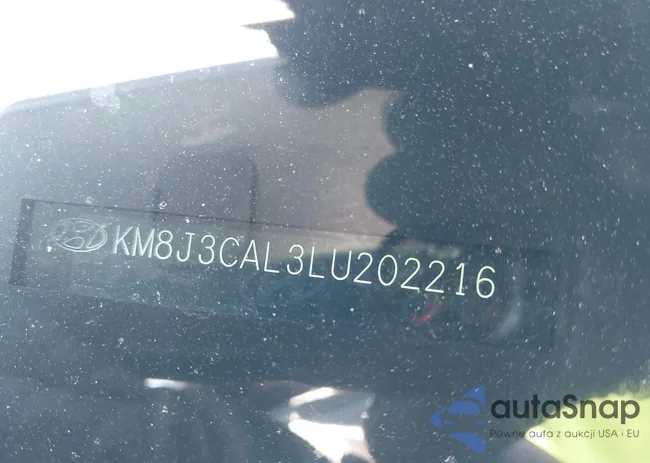 KM8J3CAL3LU202216
autaSnap
Pewne auta z aukcji USA i EU